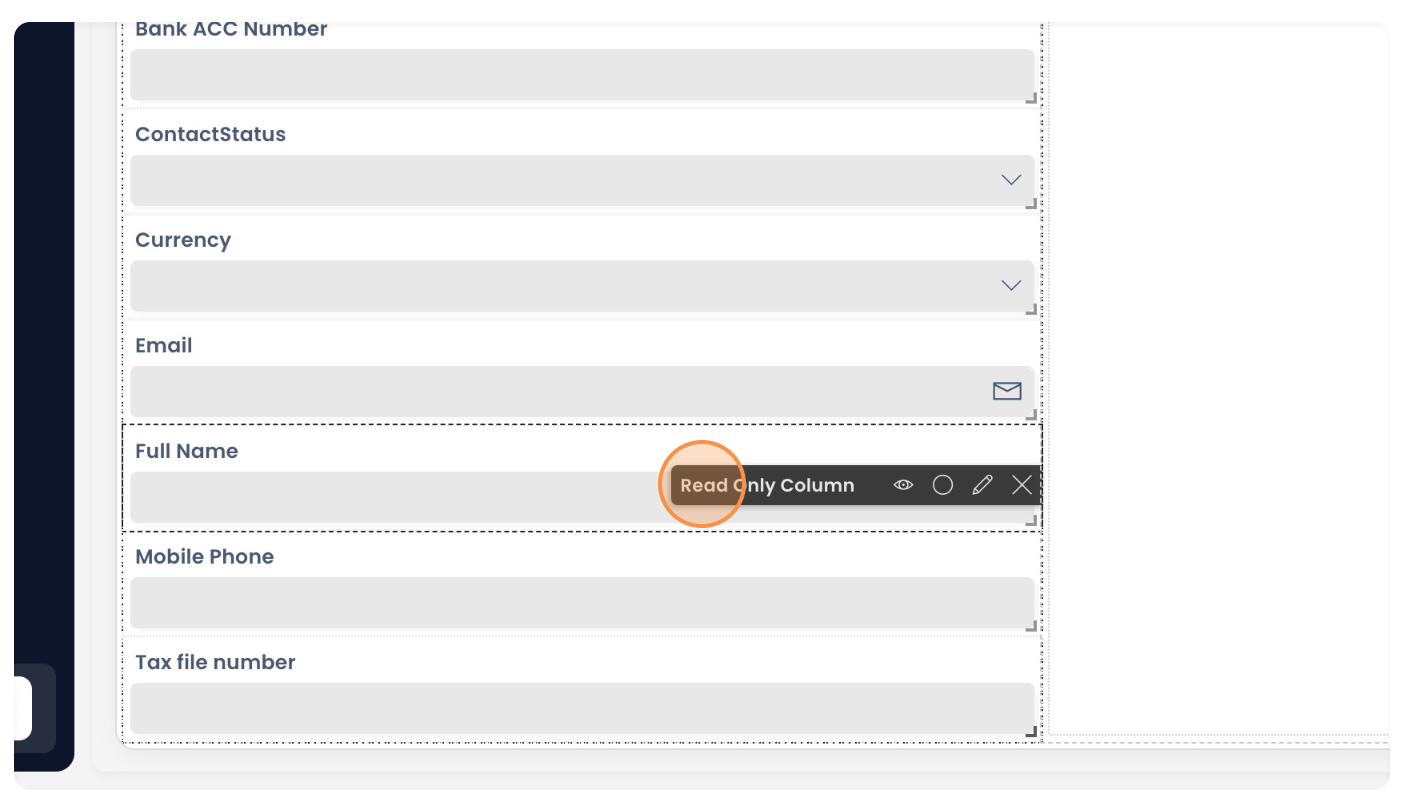 Bank ACC Number
ContactStatus
Currency
Email
Full Name
Read Only Column
Mobile Phone
Tax file number